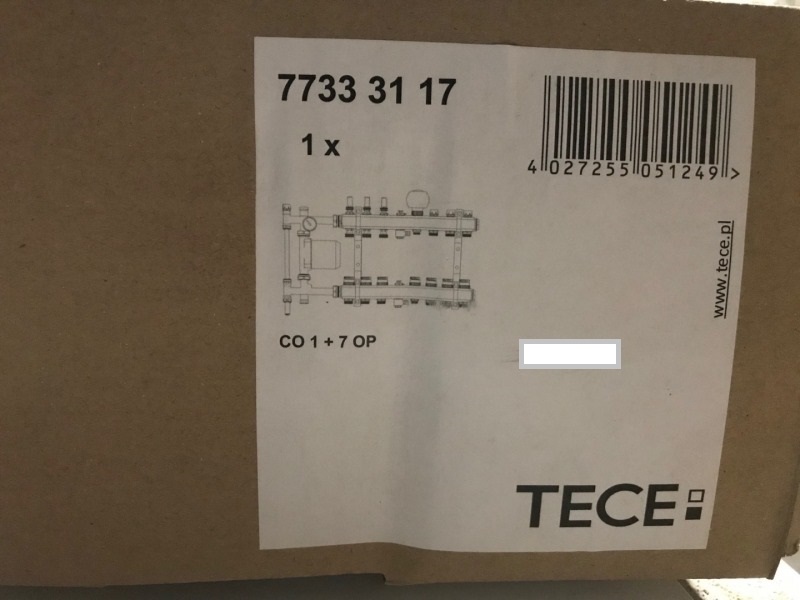 7733 31 17
1 x
4 027255 051249 >
www.tece.pl
CO 1 + 7 OP
TECE